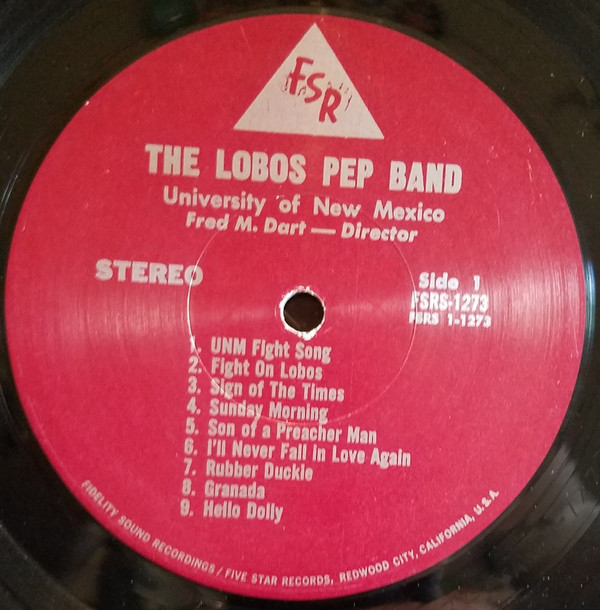 FSR
THE LOBOS PEP BAND
University of New Mexico
Fred M. Dart — Director
STEREO
Side 1
FSRS-1273
FSRS 1-1273
1. UNM Fight Song
2. Fight On Lobos
3. Sign of The Times
4. Sunday Morning
5. Son of a Preacher Man
6. I'll Never Fall in Love Again
7. Rubber Duckie
8. Granada
9. Hello Dolly
FIDELITY SOUND RECORDINGS / FIVE STAR RECORDS, REDWOOD CITY, CALIFORNIA, U.S.A.